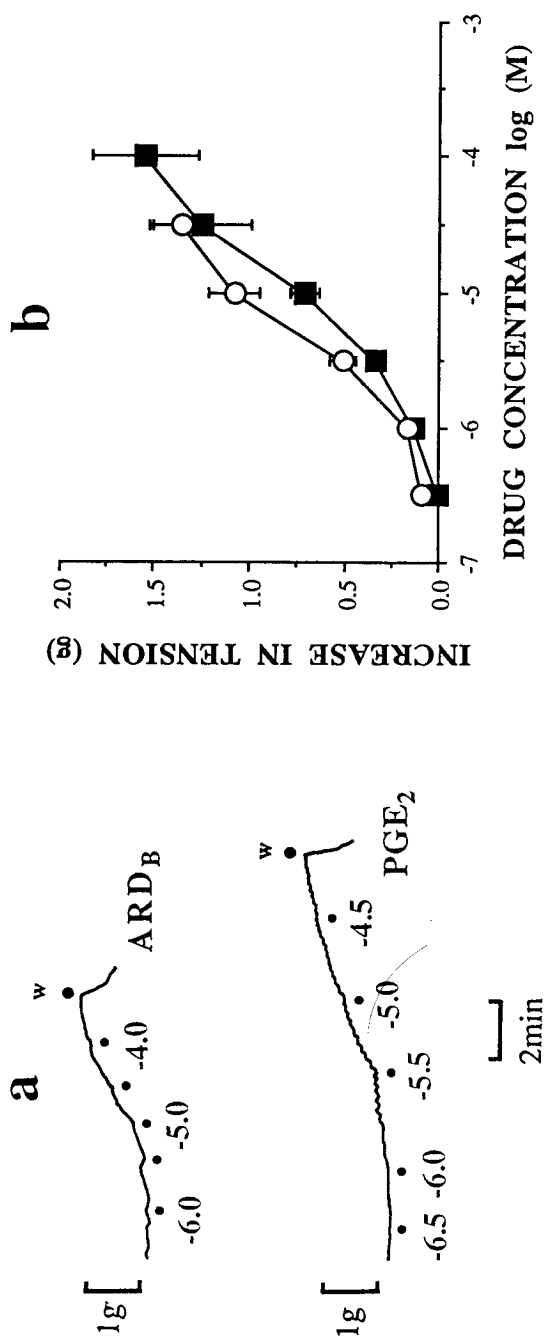 a
1g
-6.0
-5.0
-4.0
w
ARD_B
1g
-6.5
-6.0
-5.5
-5.0
-4.5
w
PGE₂
2min
b
INCREASE IN TENSION (g)
2.0
1.5
1.0
0.5
0.0
-7
-6
-5
-4
-3
DRUG CONCENTRATION log (M)